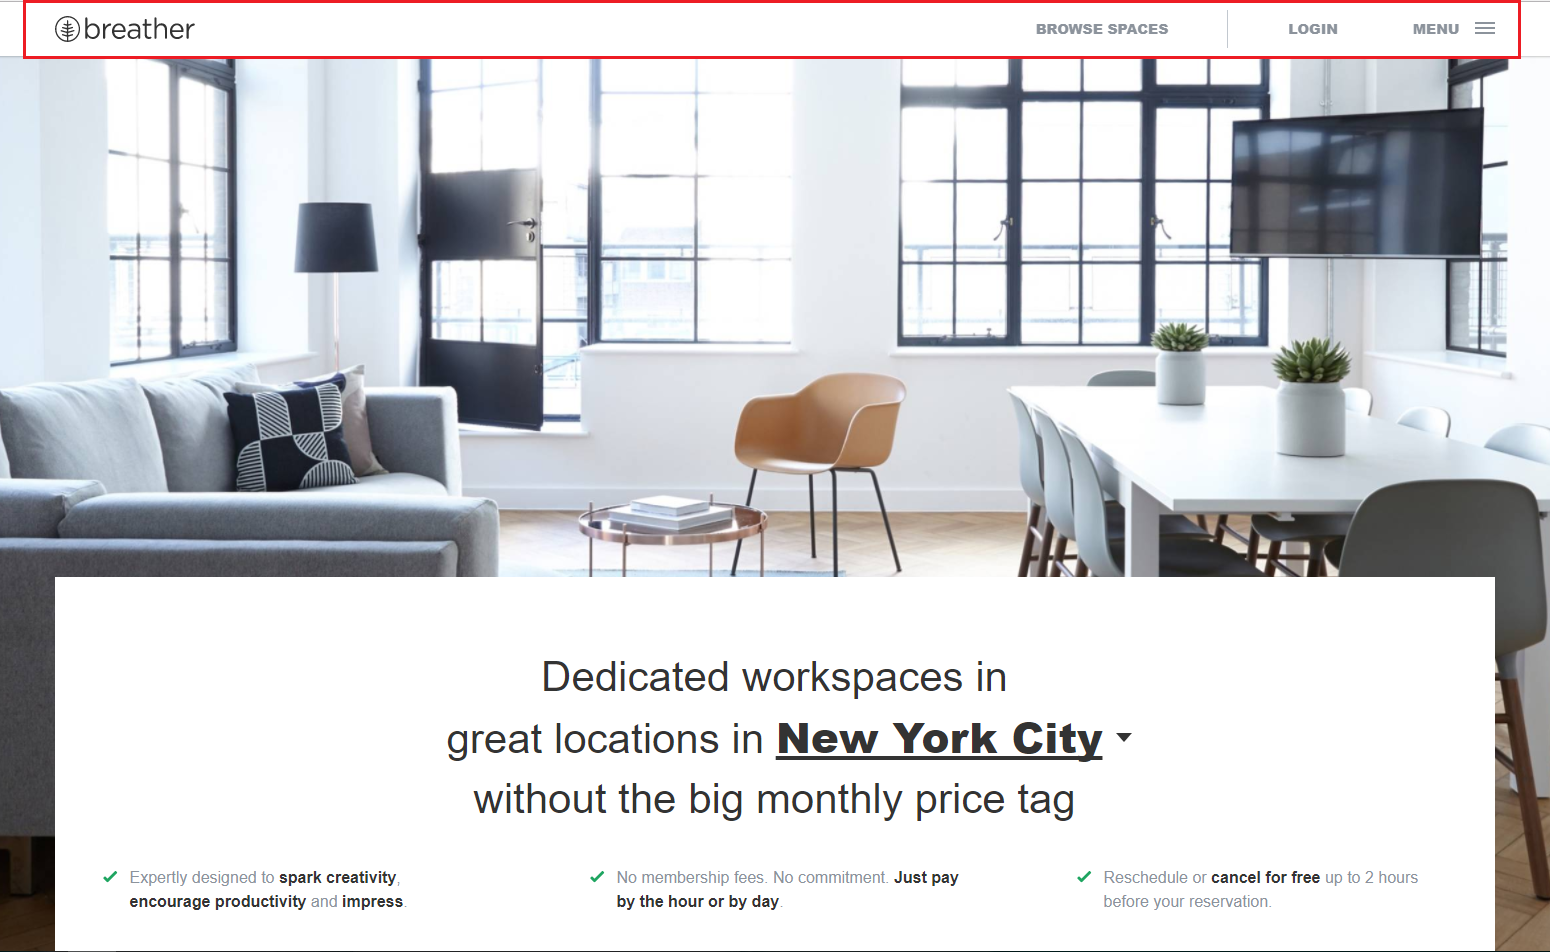 breather
BROWSE SPACES
LOGIN
MENU
Dedicated workspaces in
great locations in New York City
without the big monthly price tag
Expertly designed to spark creativity,
encourage productivity and impress.
No membership fees. No commitment. Just pay
by the hour or by day.
Reschedule or cancel for free up to 2 hours
before your reservation.